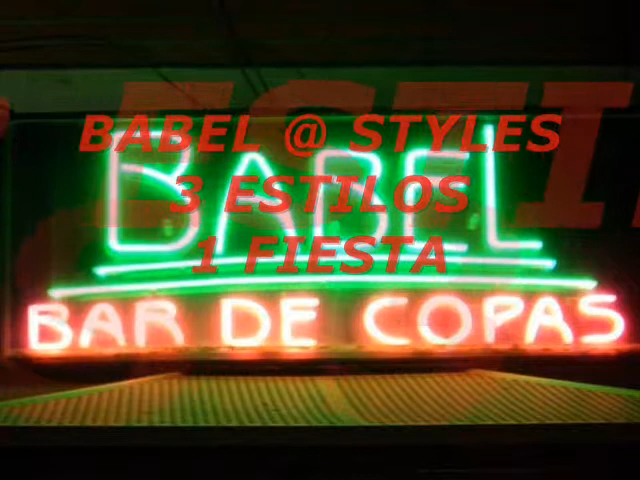 BABEL @ STYLES
3 ESTILOS
1 FIESTA
BABEL
BAR DE COPAS